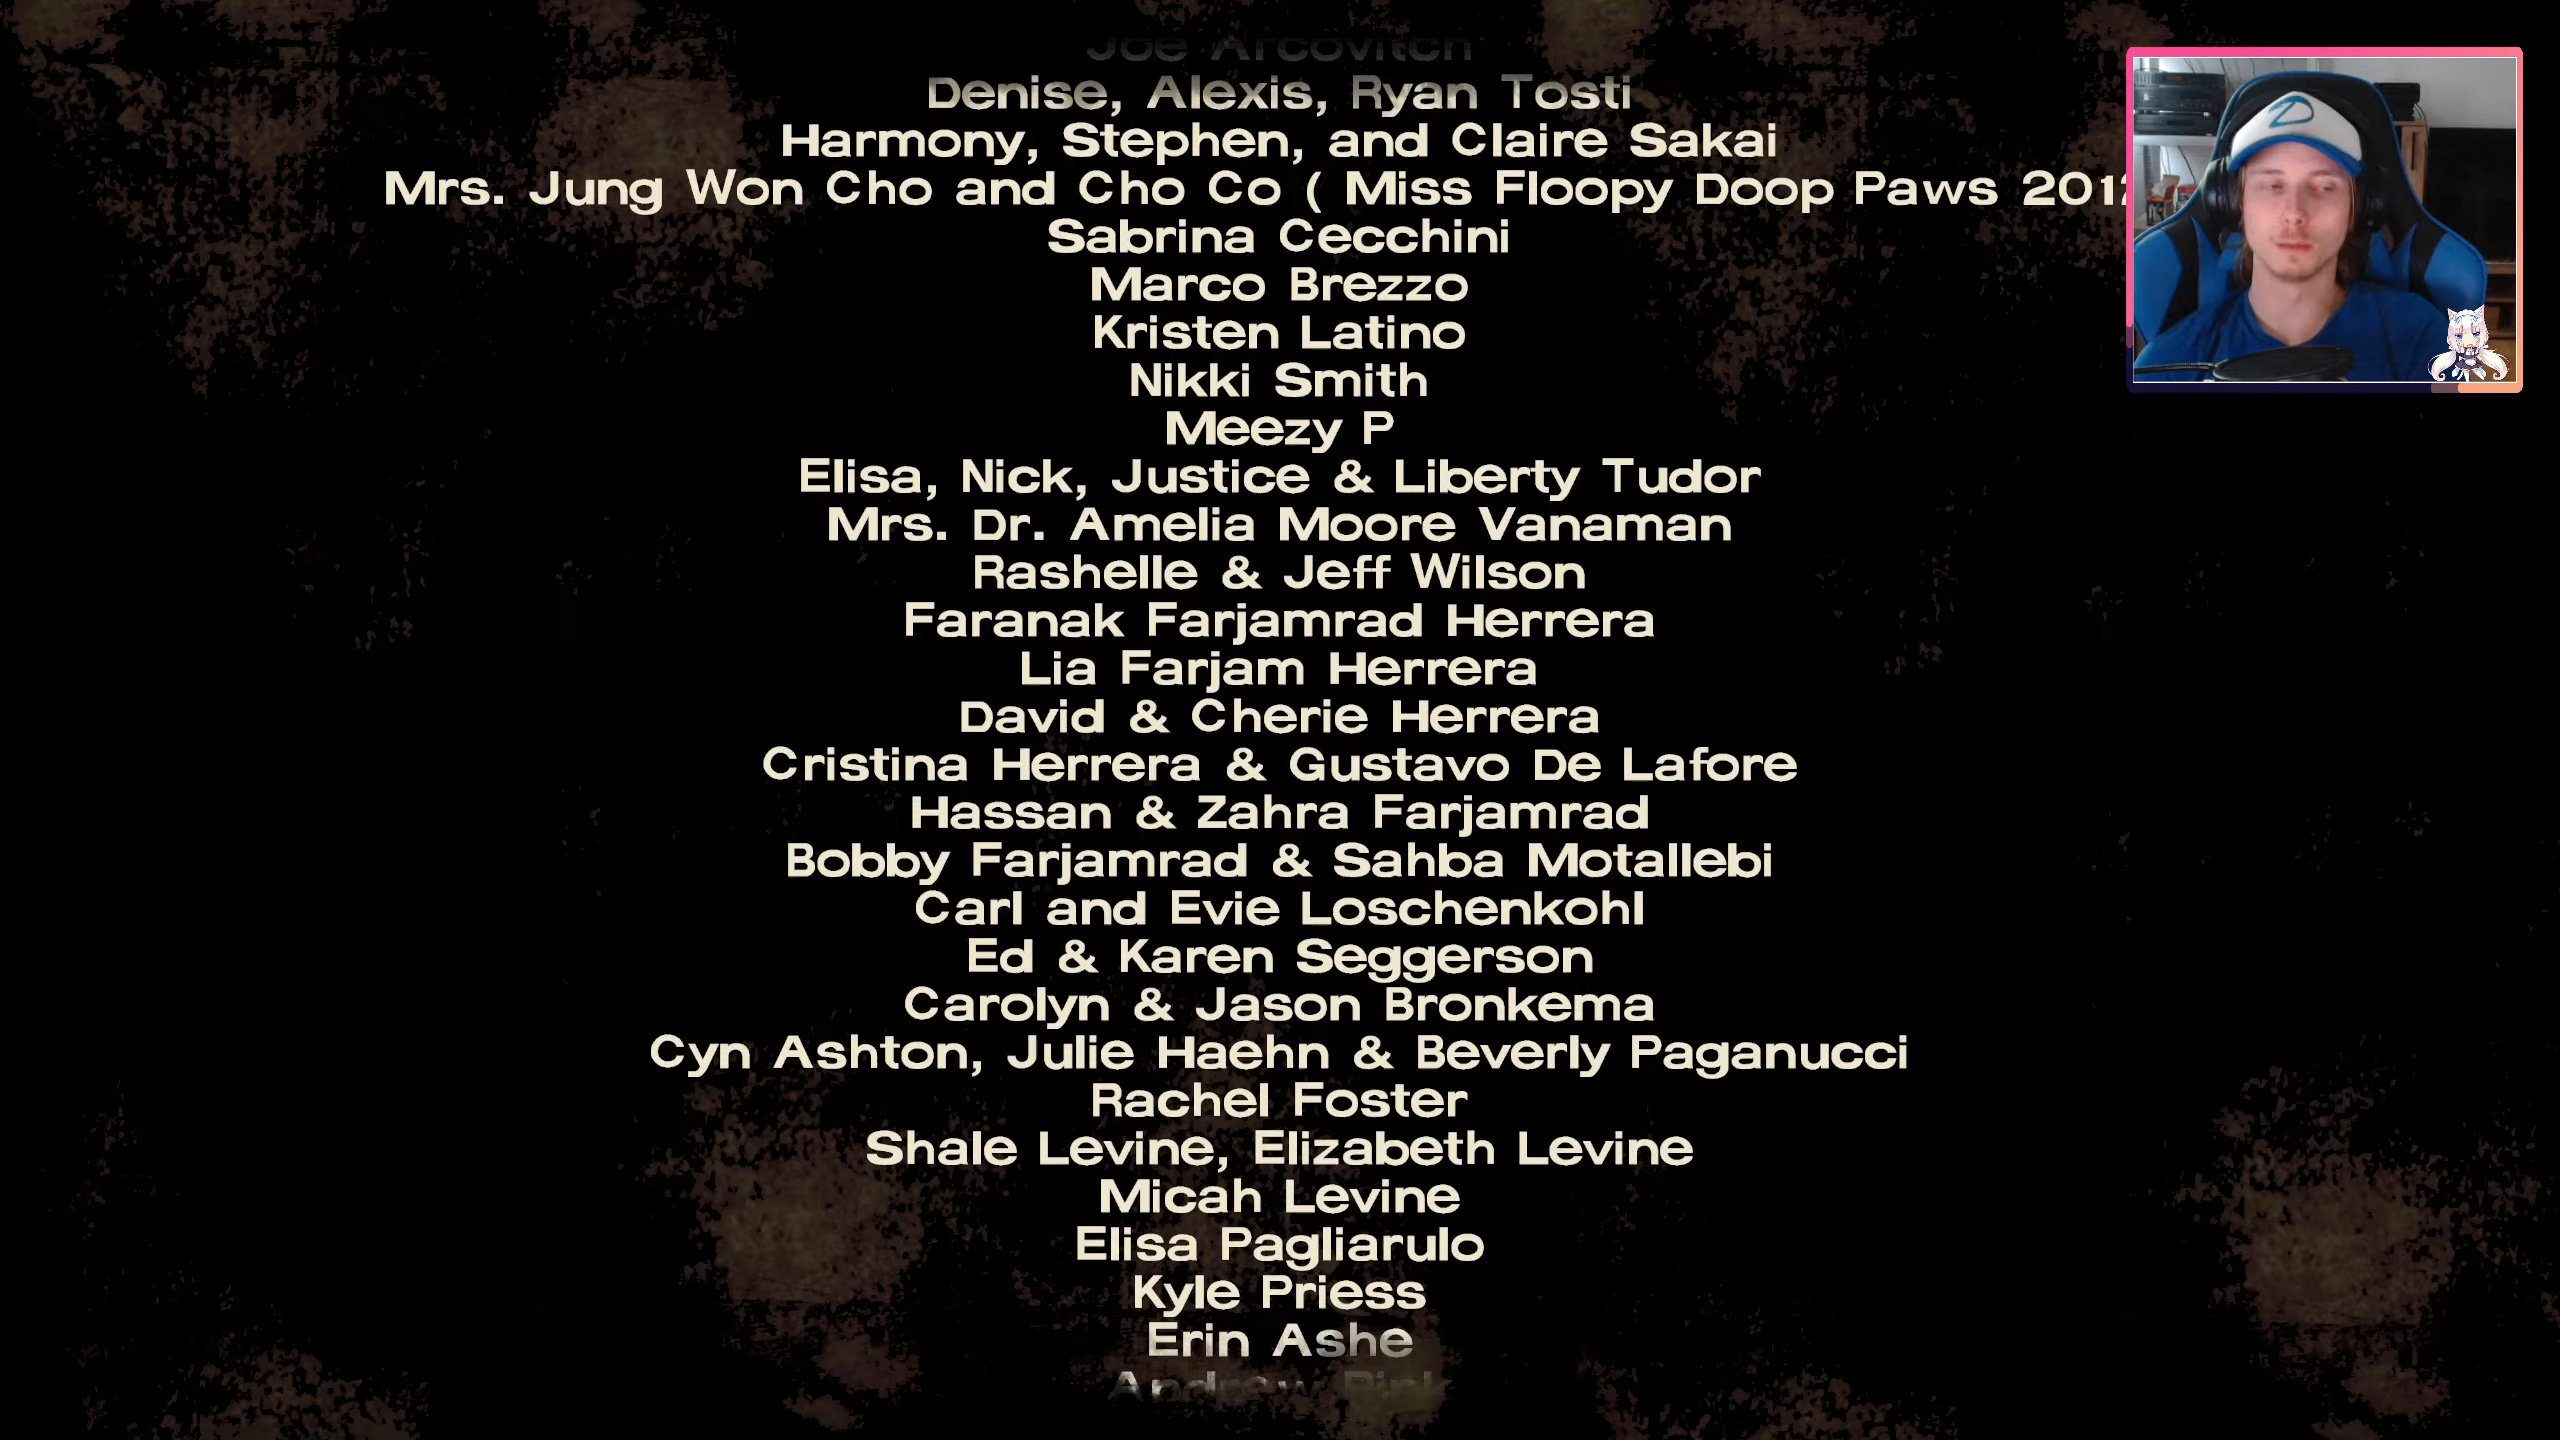 Joe Arcovitch
Denise, Alexis, Ryan Tosti
Harmony, Stephen, and Claire Sakai
Mrs. Jung Won Cho and Cho Co ( Miss Floopy Doop Paws 2012
Sabrina Cecchini
Marco Brezzo
Kristen Latino
Nikki Smith
Meezy P
Elisa, Nick, Justice & Liberty Tudor
Mrs. Dr. Amelia Moore Vanaman
Rashelle & Jeff Wilson
Faranak Farjamrad Herrera
Lia Farjam Herrera
David & Cherie Herrera
Cristina Herrera & Gustavo De Lafore
Hassan & Zahra Farjamrad
Bobby Farjamrad & Sahba Motallebi
Carl and Evie Loschenkohl
Ed & Karen Seggerson
Carolyn & Jason Bronkema
Cyn Ashton, Julie Haehn & Beverly Paganucci
Rachel Foster
Shale Levine, Elizabeth Levine
Micah Levine
Elisa Pagliarulo
Kyle Priess
Erin Ashe
Andrew